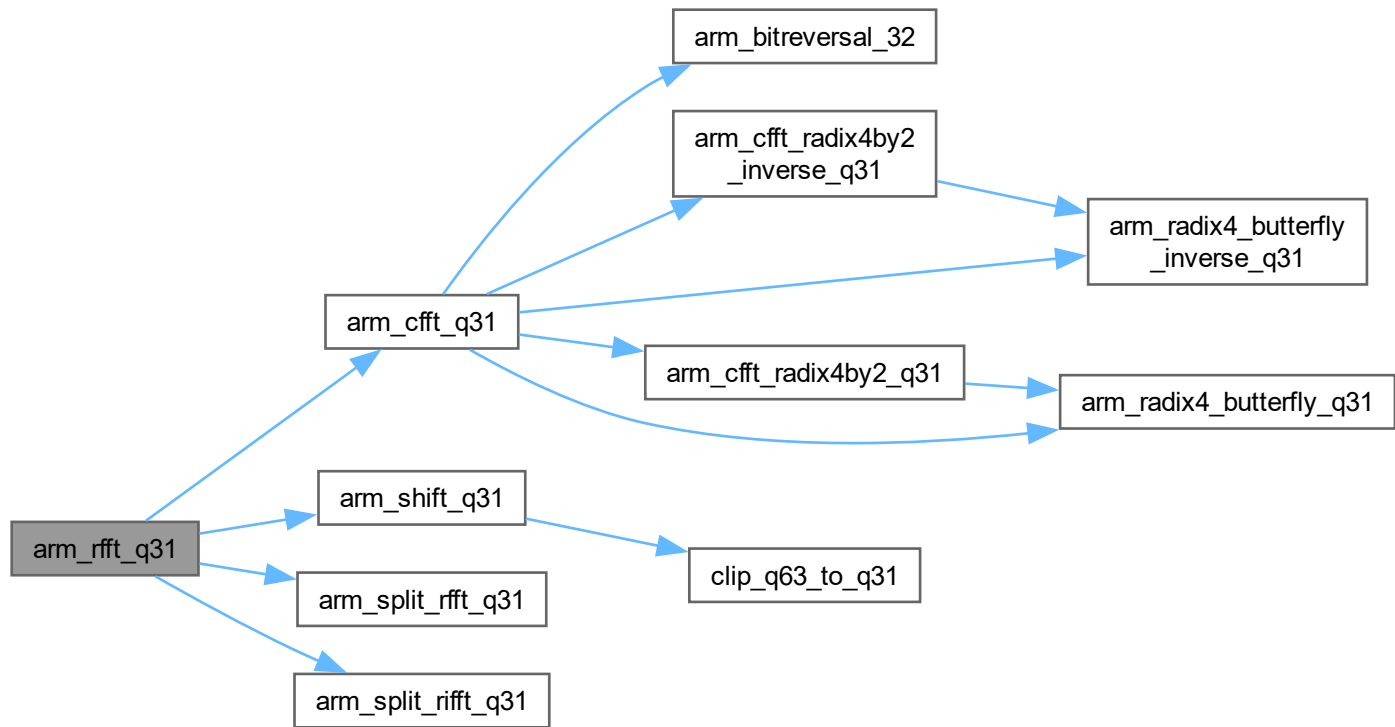 arm_bitreversal_32
arm_cfft_radix4by2
_inverse_q31
arm_radix4_butterfly
_inverse_q31
arm_cfft_q31
arm_cfft_radix4by2_q31
arm_radix4_butterfly_q31
arm_shift_q31
arm_rfft_q31
clip_q63_to_q31
arm_split_rfft_q31
arm_split_rifft_q31